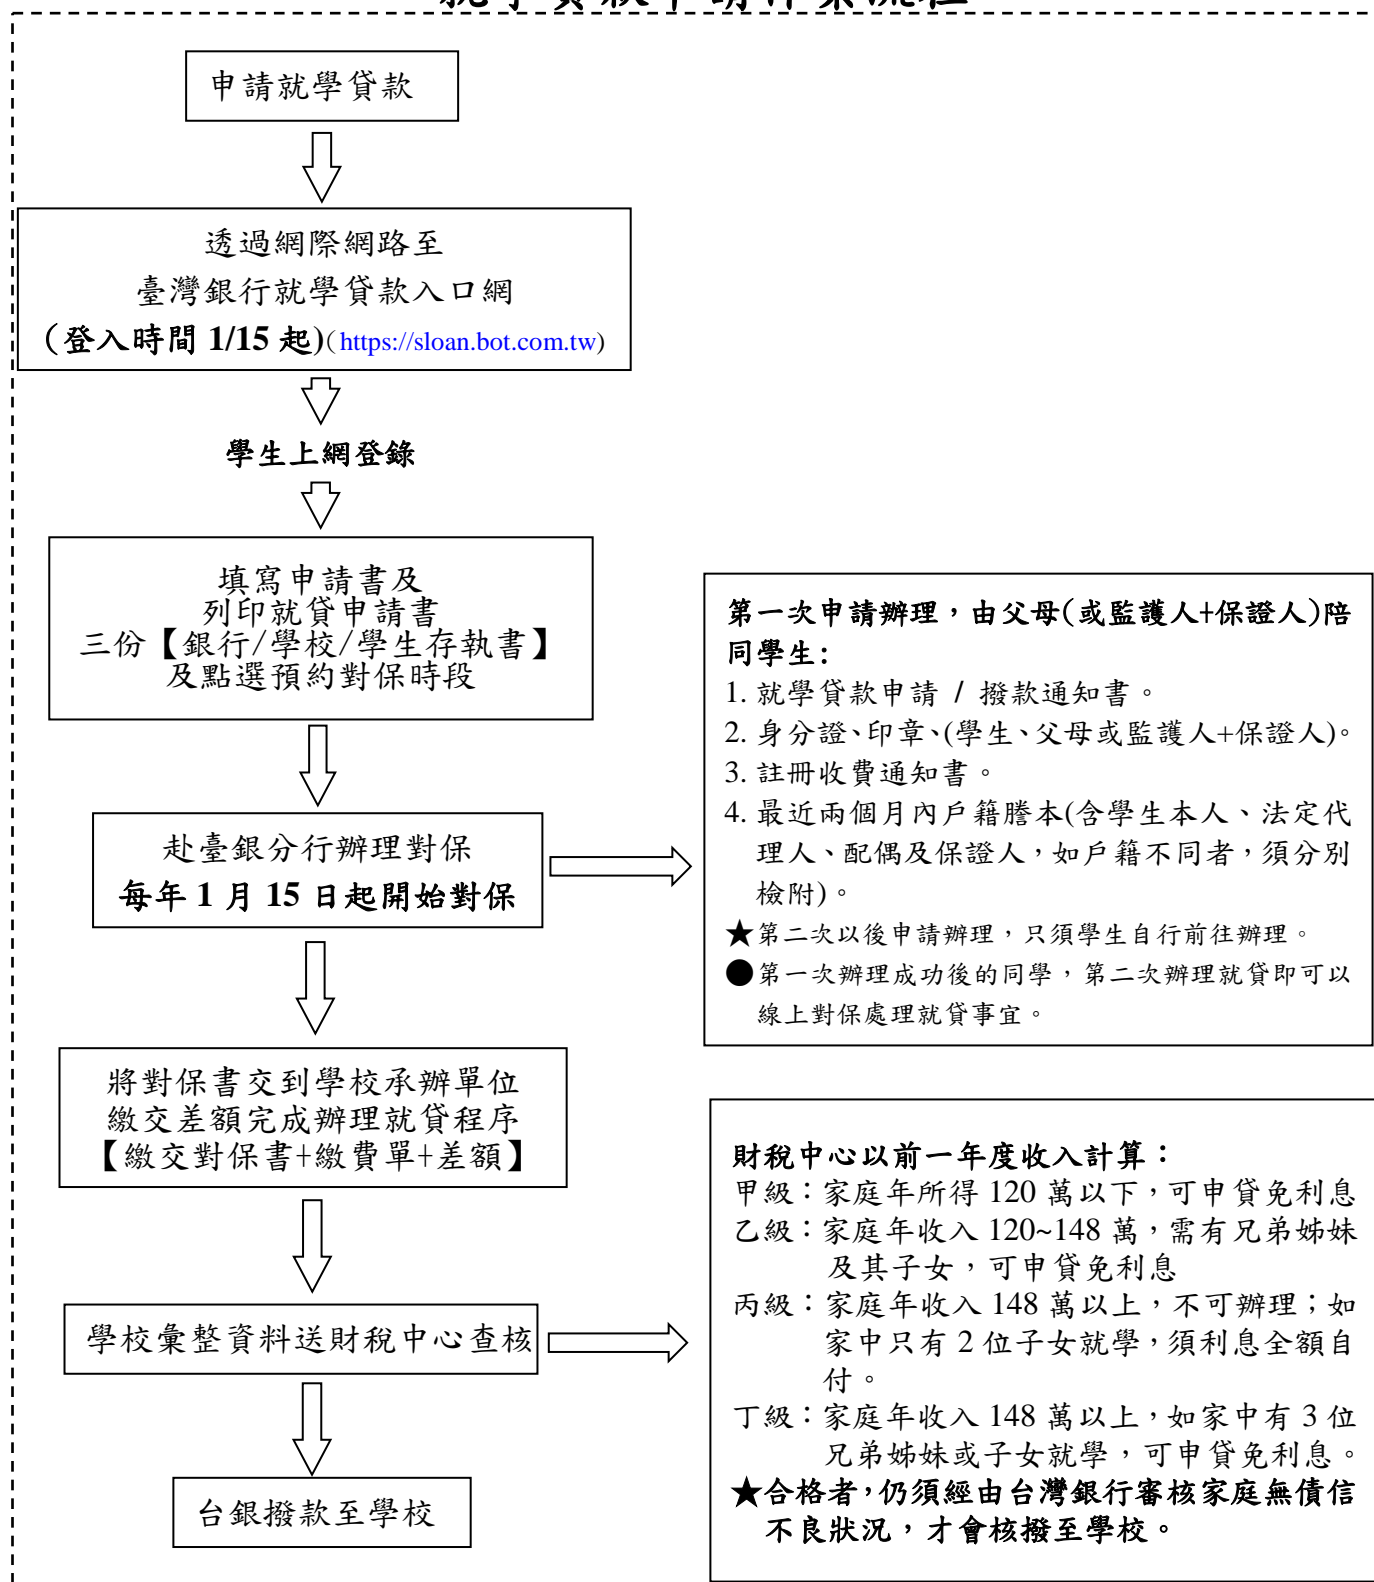 就學貸款申請作業流程
申請就學貸款
透過網際網路至
臺灣銀行就學貸款入口網
（登入時間 1/15 起)(https://sloan.bot.com.tw)
學生上網登錄
填寫申請書及
列印就貸申請書
三份【銀行/學校/學生存執書】
及點選預約對保時段
赴臺銀分行辦理對保
每年 1 月 15 日起開始對保
第一次申請辦理，由父母(或監護人+保證人)陪
同學生:
1. 就學貸款申請 / 撥款通知書。
2. 身分證、印章、(學生、父母或監護人+保證人)。
3. 註冊收費通知書。
4. 最近兩個月內戶籍謄本(含學生本人、法定代
理人、配偶及保證人，如戶籍不同者，須分別
檢附)。
★第二次以後申請辦理，只須學生自行前往辦理。
●第一次辦理成功後的同學，第二次辦理就貸即可以
線上對保處理就貸事宜。
將對保書交到學校承辦單位
繳交差額完成辦理就貸程序
【繳交對保書+繳費單+差額】
學校彙整資料送財稅中心查核
財稅中心以前一年度收入計算：
甲級：家庭年所得 120 萬以下，可申貸免利息
乙級：家庭年收入 120~148 萬，需有兄弟姊妹
及其子女，可申貸免利息
丙級：家庭年收入 148 萬以上，不可辦理；如
家中只有 2 位子女就學，須利息全額自
付。
丁級：家庭年收入 148 萬以上，如家中有 3 位
兄弟姊妹或子女就學，可申貸免利息。
★合格者，仍須經由台灣銀行審核家庭無債信
不良狀況，才會核撥至學校。
台銀撥款至學校